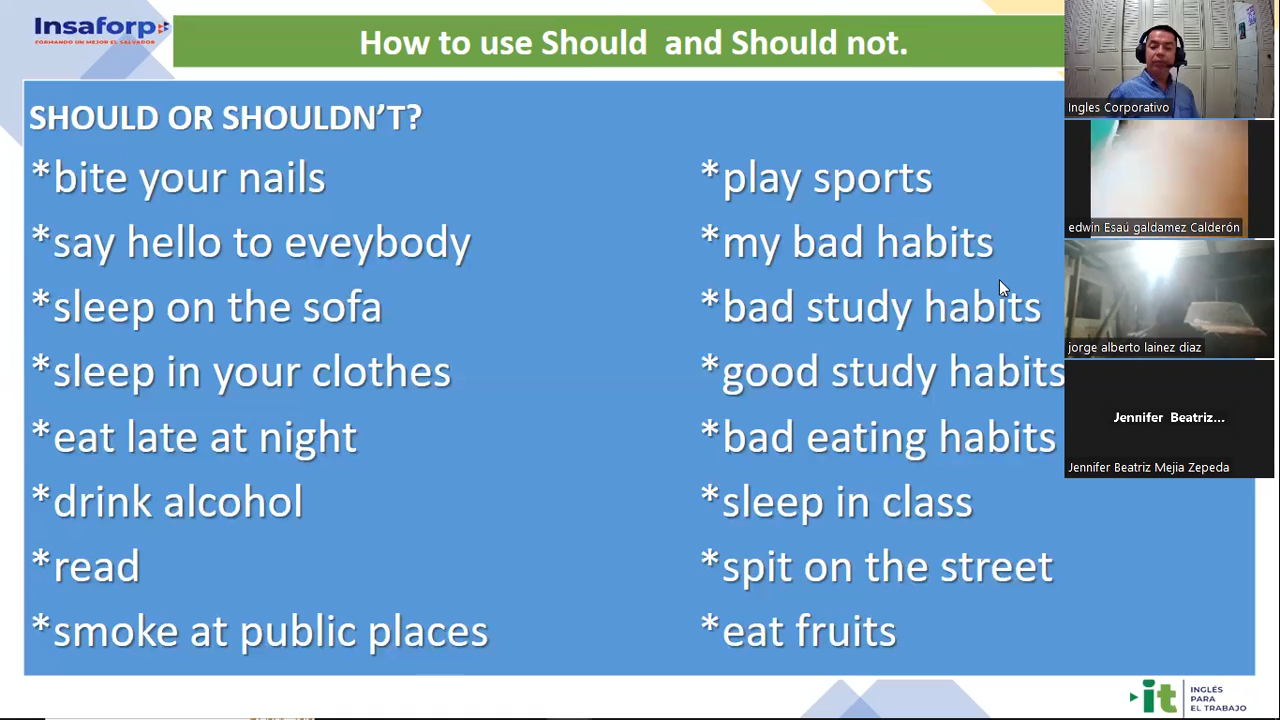 Insaforp
FORMANDO UN MEJOR EL SALVADOR
How to use Should and Should not.
SHOULD OR SHOULDN'T?
*bite your nails
*say hello to eveybody
*sleep on the sofa
*sleep in your clothes
*eat late at night
*drink alcohol
*read
*smoke at public places
*play sports
*my bad habits
*bad study habits
*good study habits
*bad eating habits
*sleep in class
*spit on the street
*eat fruits
Ingles Corporativo
edwin Esaú galdamez Calderón
jorge alberto lainez diaz
Jennifer Beatriz...
Jennifer Beatriz Mejia Zepeda
it
INGLÉS
PARA
EL TRABAJO